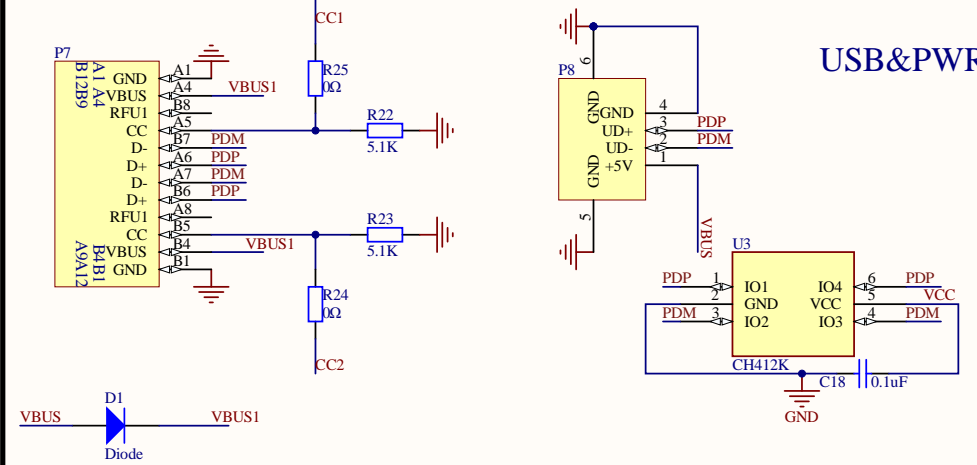 USB&PWR
CC1
R25
0Ω
R22
5.1K
P7
A1 A4
B12B9
GND A1
VBUS A4 VBUS1
RFU1 B8
CC A5
D- B7 PDM
D+ A6 PDP
D- A7 PDM
D+ B6 PDP
RFU1 A8
CC B5
VBUS B4 VBUS1
GND B1
B4B1
A9A12
R23
5.1K
R24
0Ω
CC2
P8
6
GND
GND 4
UD+ 3 PDP
UD- 2 PDM
+5V 1
GND
5
VBUS
U3
PDP 1 IO1 IO4 6 PDP
2 GND VCC 5 VCC
PDM 3 IO2 IO3 4 PDM
CH412K
C18 0.1uF
GND
D1
VBUS VBUS1
Diode